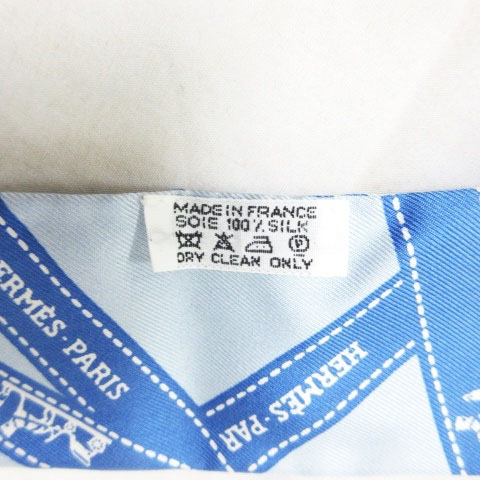 MADE IN FRANCE
SOIE 100% SILK
DRY CLEAN ONLY
HERMÈS·PARIS
HERMÈS·PAR